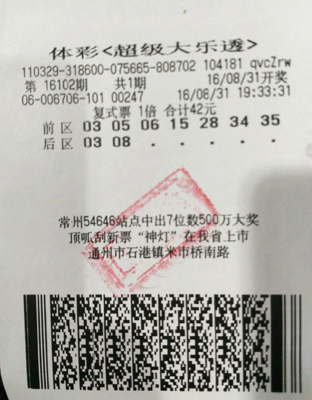 体彩<超级大乐透>
110329-318600-075665-808702 104181 qvcZrw
第 16102期 共1期 16/08/31开奖
06-006706-101 00247 16/08/31 19:33:31
复式票 1倍 合计42元
前区 03 05 06 15 28 34 35
后区 03 08 . . . . .
常州54646站点中出7位数500万大奖
顶呱刮新票“神灯”在我省上市
通州市石港镇米市桥南路